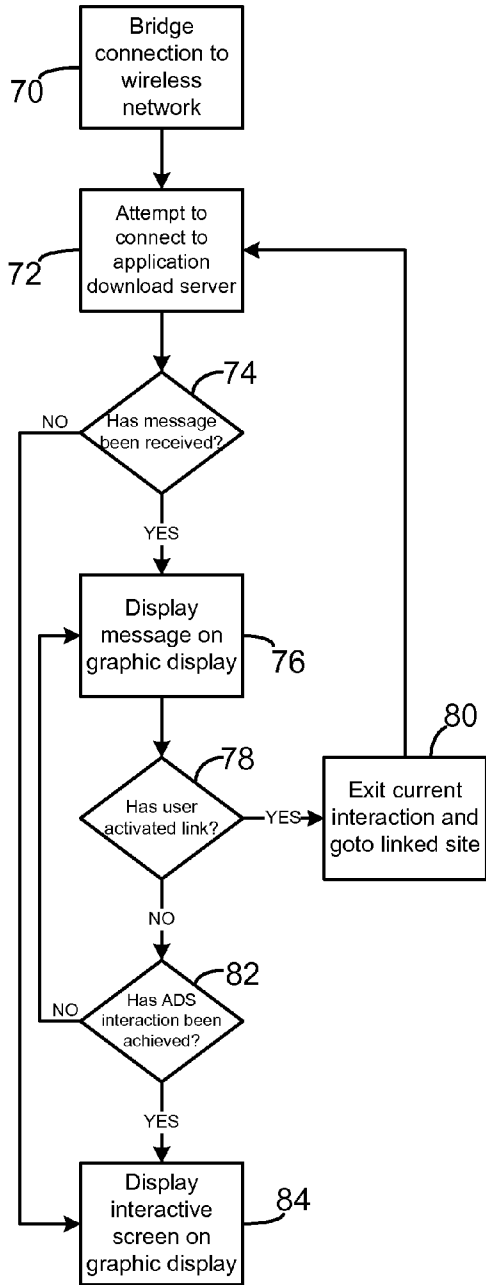 Bridge
connection to
wireless
network
70
Attempt to
connect to
application
download server
72
74
Has message
been received?
NO
YES
Display
message on
graphic display
76
78
Has user
activated link?
YES
80
Exit current
interaction and
goto linked site
NO
82
Has ADS
interaction been
achieved?
NO
YES
Display
interactive
screen on
graphic display
84